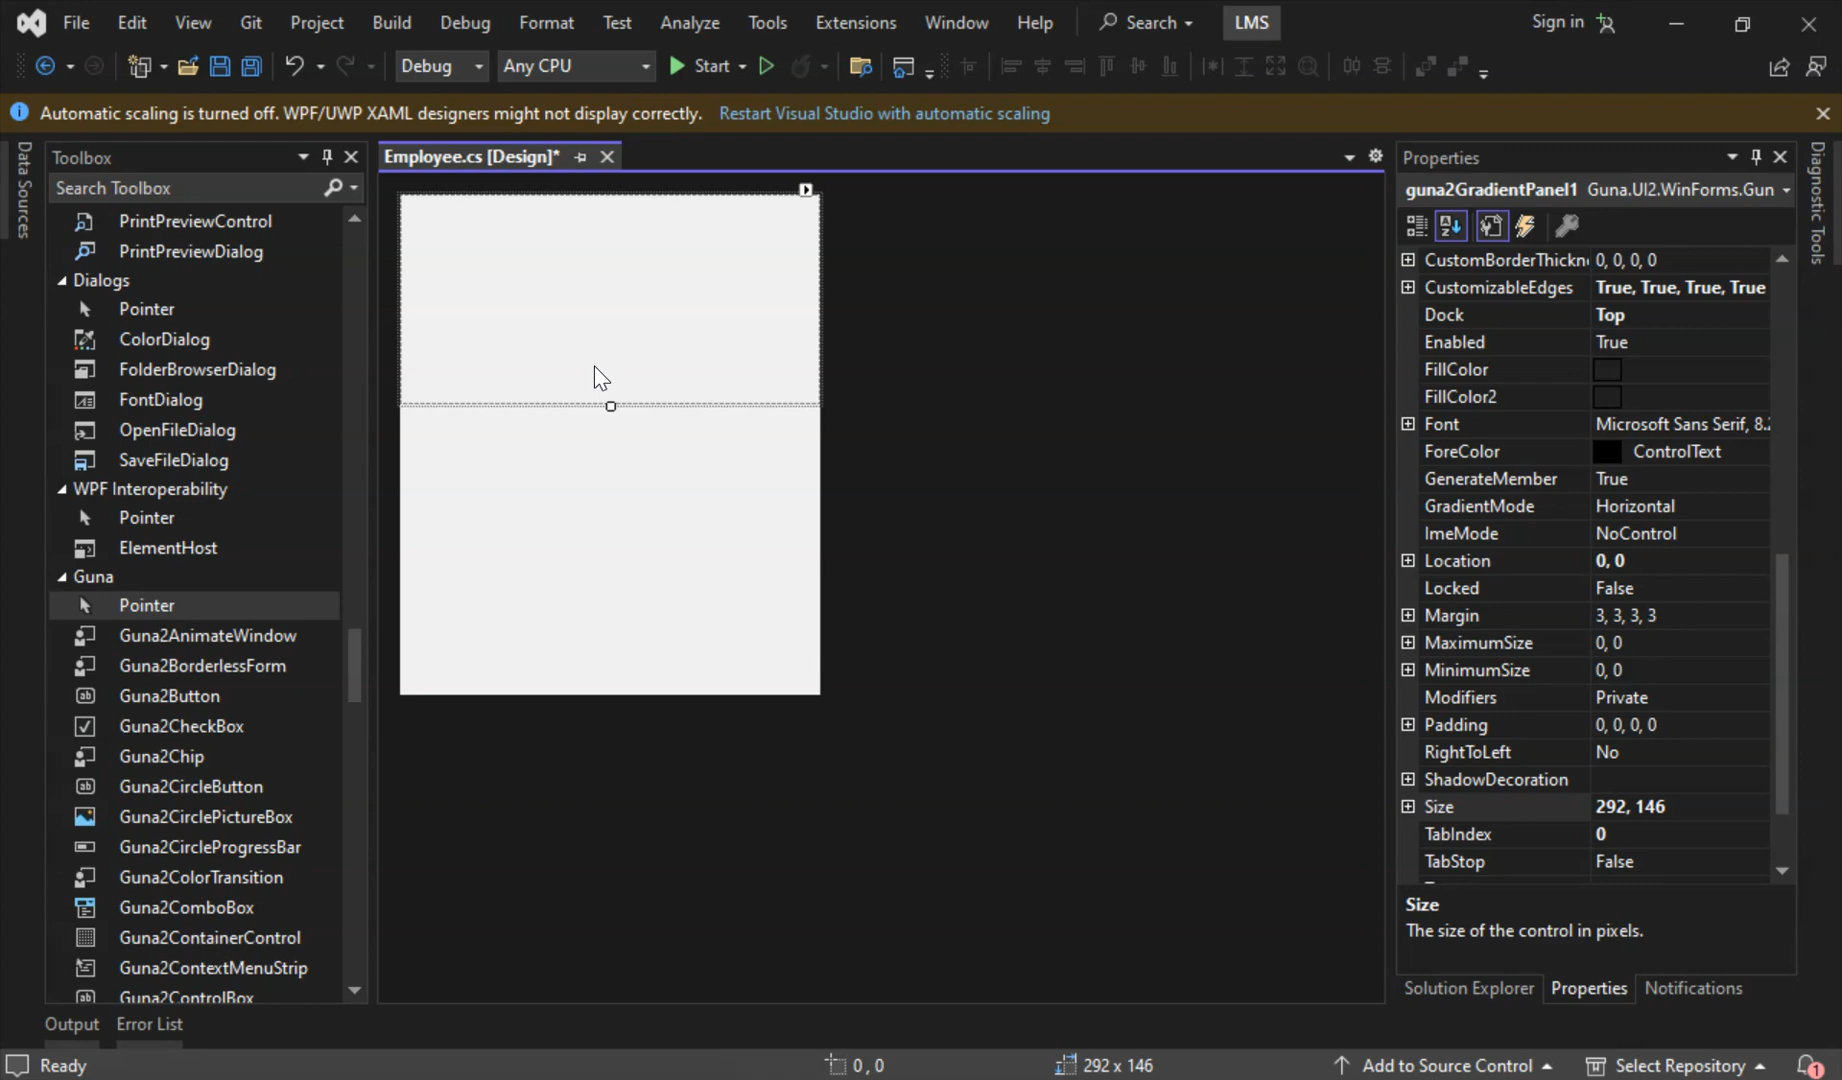 File Edit View Git Project Build Debug Format Test Analyze Tools Extensions Window Help Search LMS Sign in
Debug Any CPU Start
Automatic scaling is turned off. WPF/UWP XAML designers might not display correctly. Restart Visual Studio with automatic scaling
Data Sources
Toolbox
Search Toolbox
PrintPreviewControl
PrintPreviewDialog
Dialogs
Pointer
ColorDialog
FolderBrowserDialog
FontDialog
OpenFileDialog
SaveFileDialog
WPF Interoperability
Pointer
ElementHost
Guna
Pointer
Guna2AnimateWindow
Guna2BorderlessForm
Guna2Button
Guna2CheckBox
Guna2Chip
Guna2CircleButton
Guna2CirclePictureBox
Guna2CircleProgressBar
Guna2ColorTransition
Guna2ComboBox
Guna2ContainerControl
Guna2ContextMenuStrip
Guna2ControlBox
Employee.cs [Design]*
Properties
guna2GradientPanel1 Guna.UI2.WinForms.Gun
CustomBorderThickn 0, 0, 0, 0
CustomizableEdges True, True, True, True
Dock Top
Enabled True
FillColor
FillColor2
Font Microsoft Sans Serif, 8.2
ForeColor ControlText
GenerateMember True
GradientMode Horizontal
ImeMode NoControl
Location 0, 0
Locked False
Margin 3, 3, 3, 3
MaximumSize 0, 0
MinimumSize 0, 0
Modifiers Private
Padding 0, 0, 0, 0
RightToLeft No
ShadowDecoration
Size 292, 146
TabIndex 0
TabStop False
Size
The size of the control in pixels.
Solution Explorer Properties Notifications
Diagnostic Tools
Output Error List
Ready 0 , 0 292 x 146 Add to Source Control Select Repository 1